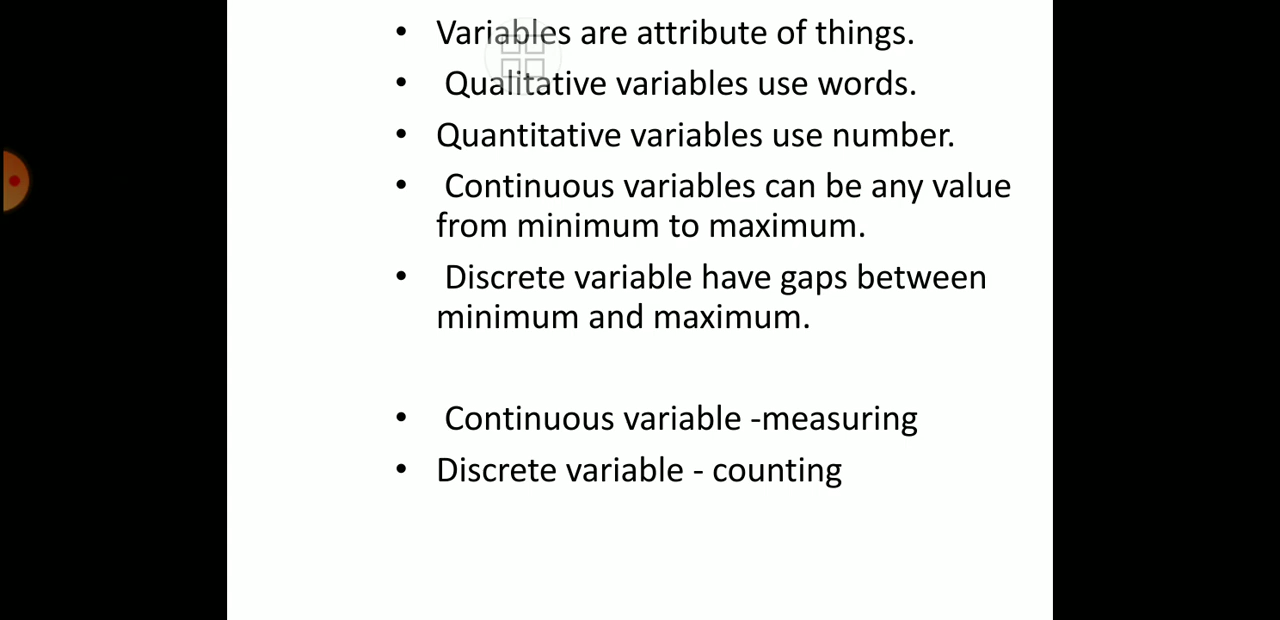 • Variables are attribute of things.
• Qualitative variables use words.
• Quantitative variables use number.
• Continuous variables can be any value
from minimum to maximum.
• Discrete variable have gaps between
minimum and maximum.
• Continuous variable -measuring
• Discrete variable - counting